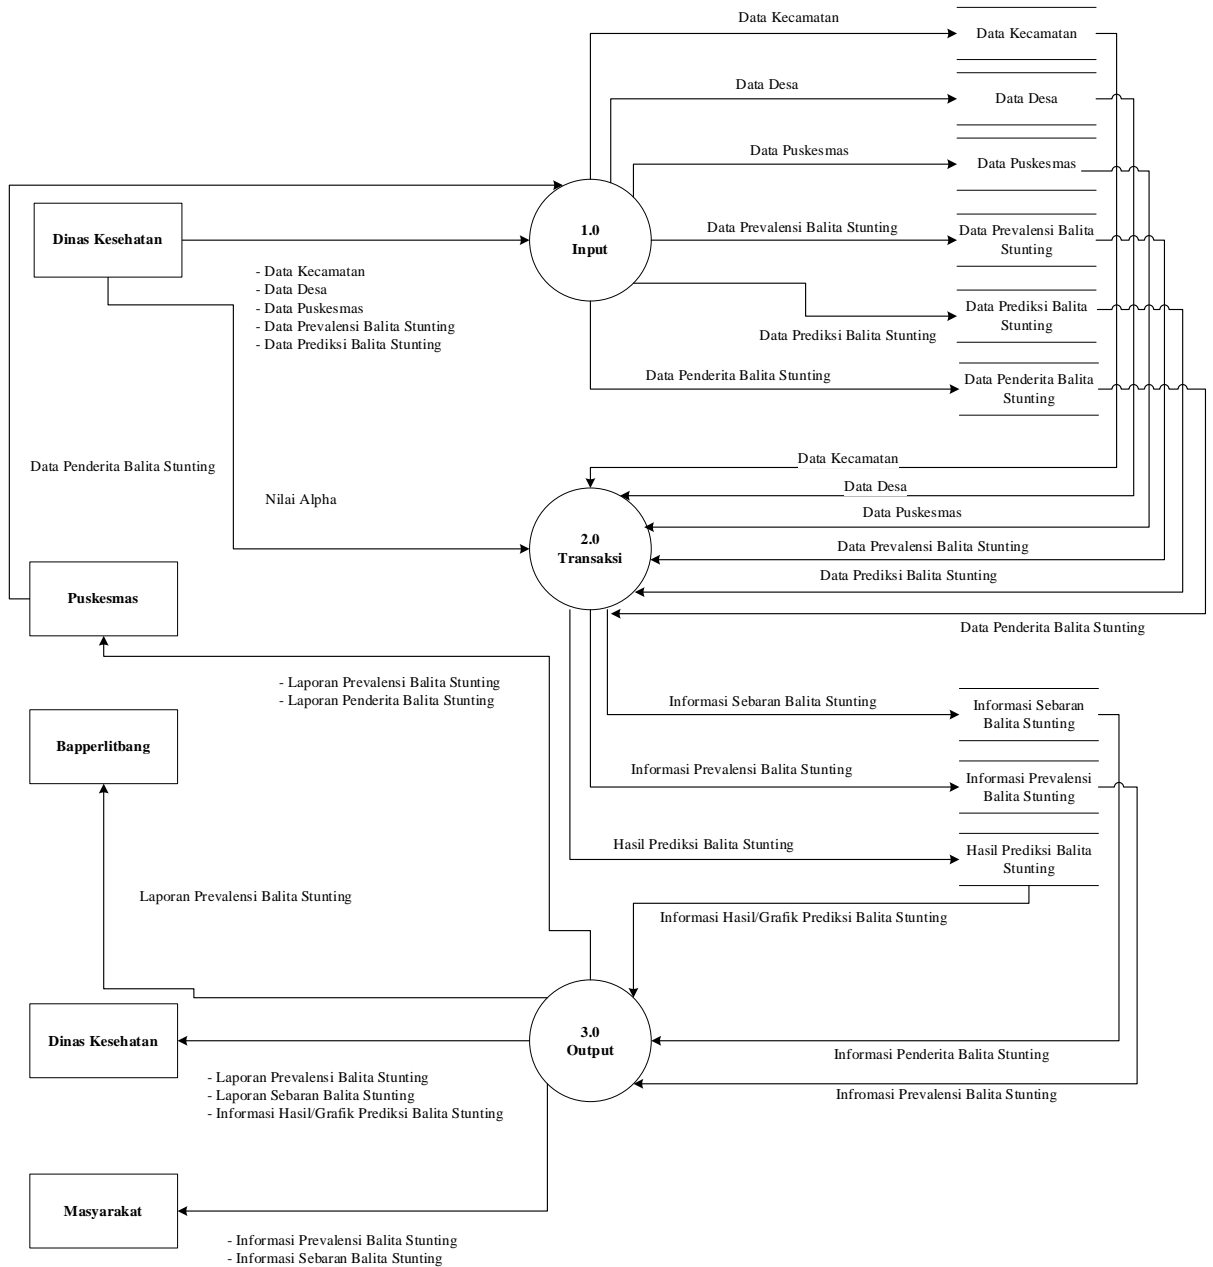 Data Kecamatan
Data Kecamatan
Data Desa
Data Desa
Data Puskesmas
Data Puskesmas
Dinas Kesehatan
1.0
Input
Data Prevalensi Balita Stunting
Data Prevalensi Balita
Stunting
- Data Kecamatan
- Data Desa
- Data Puskesmas
- Data Prevalensi Balita Stunting
- Data Prediksi Balita Stunting
Data Prediksi Balita Stunting
Data Prediksi Balita
Stunting
Data Penderita Balita Stunting
Data Penderita Balita
Stunting
Data Penderita Balita Stunting
Nilai Alpha
Data Kecamatan
Data Desa
Data Puskesmas
2.0
Transaksi
Data Prevalensi Balita Stunting
Data Prediksi Balita Stunting
Data Penderita Balita Stunting
Puskesmas
- Laporan Prevalensi Balita Stunting
- Laporan Penderita Balita Stunting
Informasi Sebaran Balita Stunting
Informasi Sebaran
Balita Stunting
Bapperlitbang
Informasi Prevalensi Balita Stunting
Informasi Prevalensi
Balita Stunting
Hasil Prediksi Balita Stunting
Hasil Prediksi Balita
Stunting
Laporan Prevalensi Balita Stunting
Informasi Hasil/Grafik Prediksi Balita Stunting
Dinas Kesehatan
3.0
Output
Informasi Penderita Balita Stunting
Infromasi Prevalensi Balita Stunting
- Laporan Prevalensi Balita Stunting
- Laporan Sebaran Balita Stunting
- Informasi Hasil/Grafik Prediksi Balita Stunting
Masyarakat
- Informasi Prevalensi Balita Stunting
- Informasi Sebaran Balita Stunting